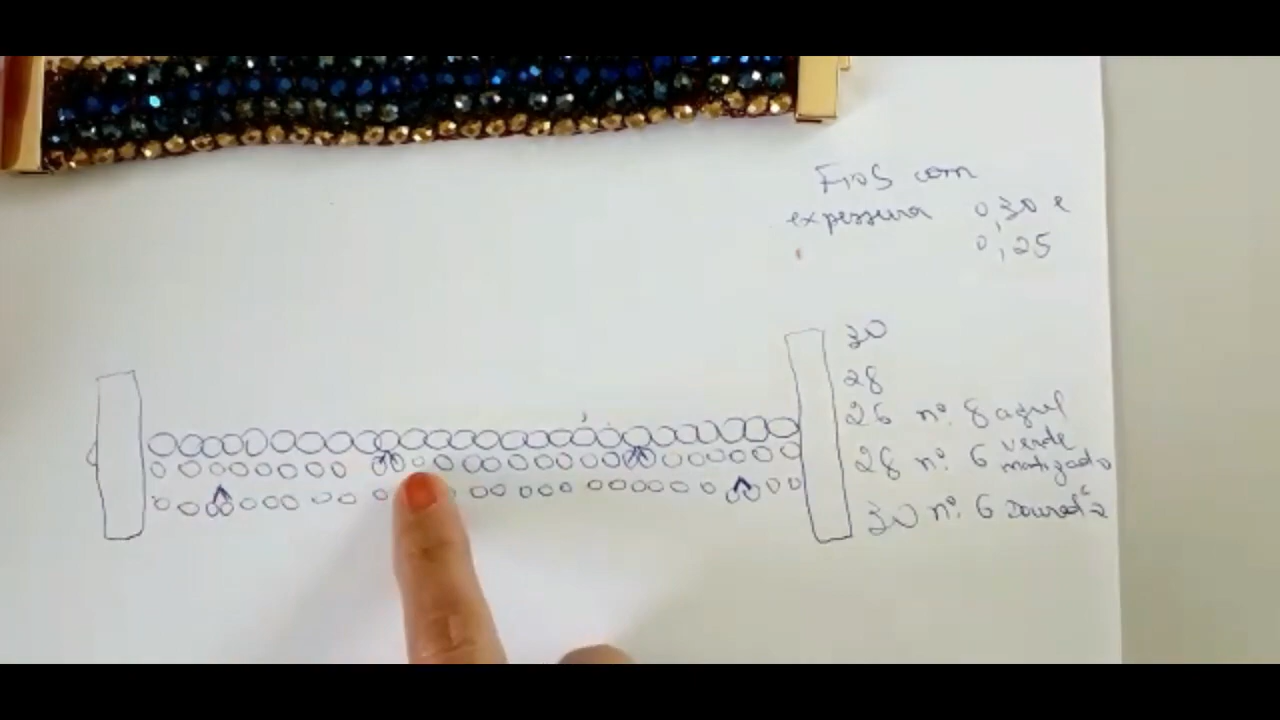 Fios com
expessura 0,30 e
0,25
30
28
26 nº 8 azul
28 nº 6 verde matizado
30 nº 6 Dourado